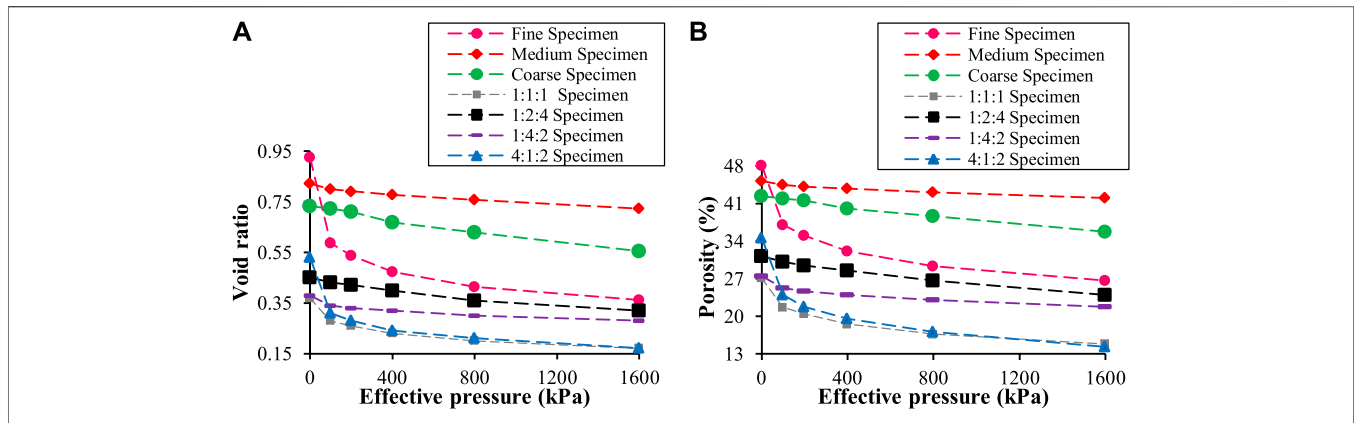 A
Fine Specimen
Medium Specimen
Coarse Specimen
1:1:1 Specimen
1:2:4 Specimen
1:4:2 Specimen
4:1:2 Specimen
Void ratio
0.95
0.75
0.55
0.35
0.15
0 400 800 1200 1600
Effective pressure (kPa)
B
Fine Specimen
Medium Specimen
Coarse Specimen
1:1:1 Specimen
1:2:4 Specimen
1:4:2 Specimen
4:1:2 Specimen
Porosity (%)
48
41
34
27
20
13
0 400 800 1200 1600
Effective pressure (kPa)